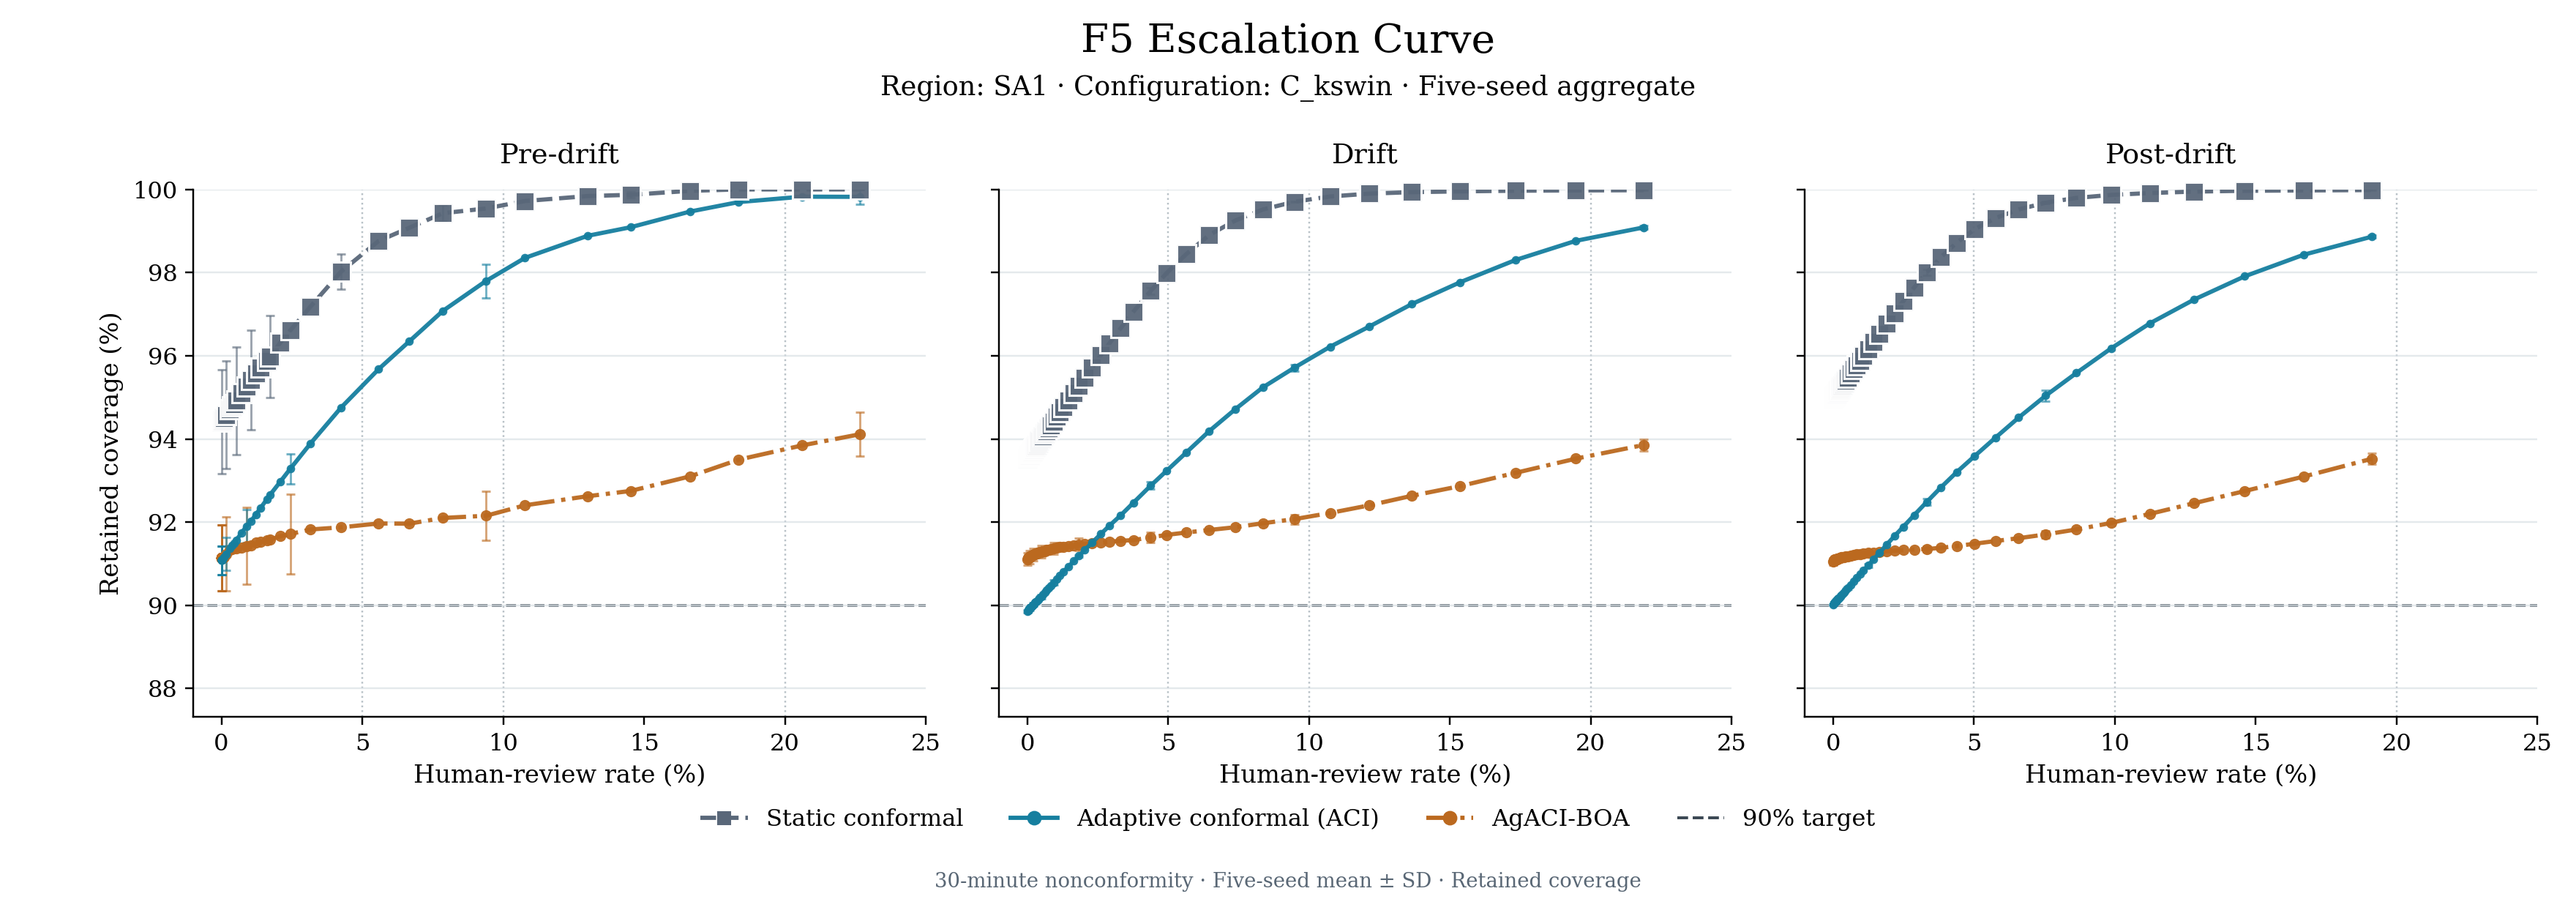 F5 Escalation Curve
Region: SA1 · Configuration: C_kswin · Five-seed aggregate
Pre-drift
Drift
Post-drift
Retained coverage (%)
100
98
96
94
92
90
88
0 5 10 15 20 25
0 5 10 15 20 25
0 5 10 15 20 25
Human-review rate (%)
Human-review rate (%)
Human-review rate (%)
Static conformal
Adaptive conformal (ACI)
AgACI-BOA
90% target
30-minute nonconformity · Five-seed mean ± SD · Retained coverage